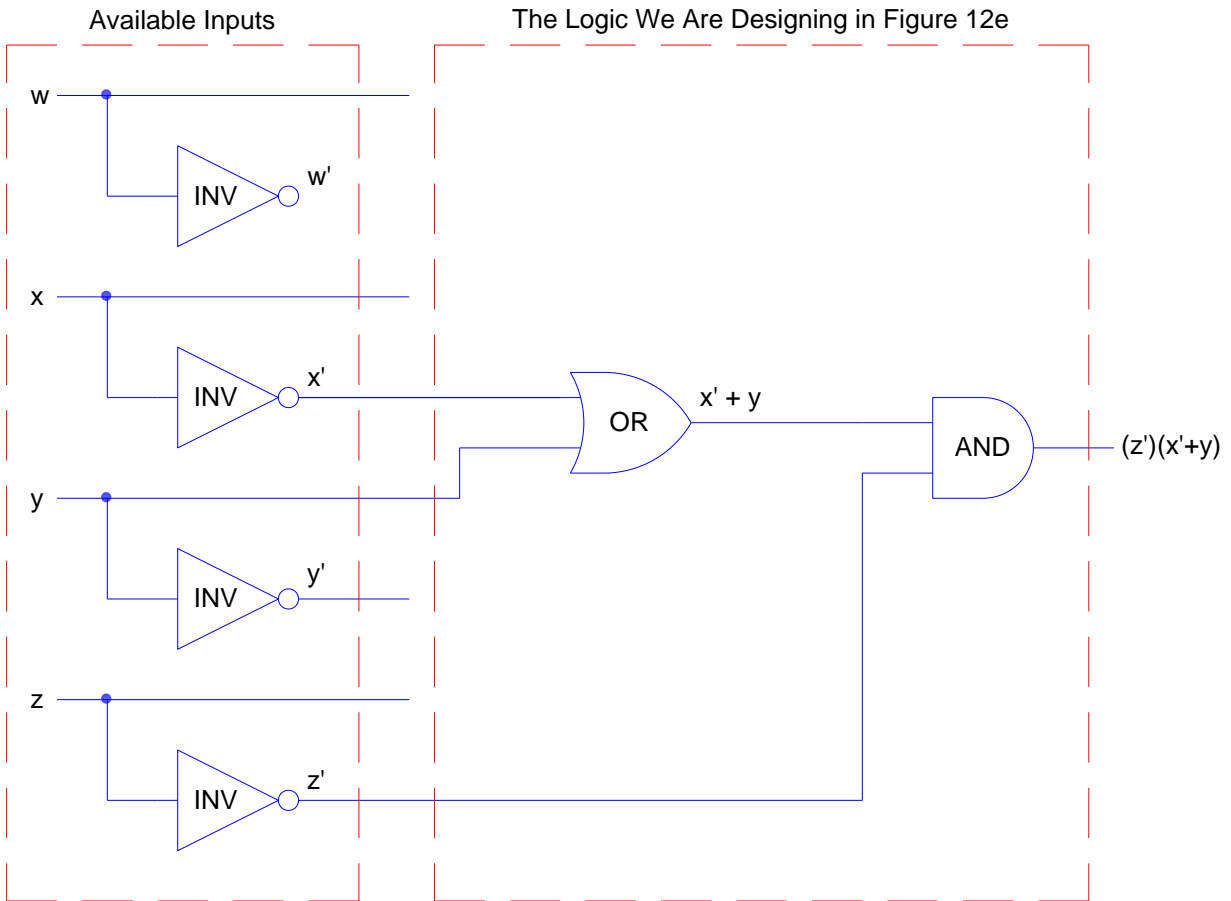 Available Inputs
The Logic We Are Designing in Figure 12e
w
INV
w'
x
INV
x'
OR
x' + y
AND
(z')(x'+y)
y
INV
y'
z
INV
z'